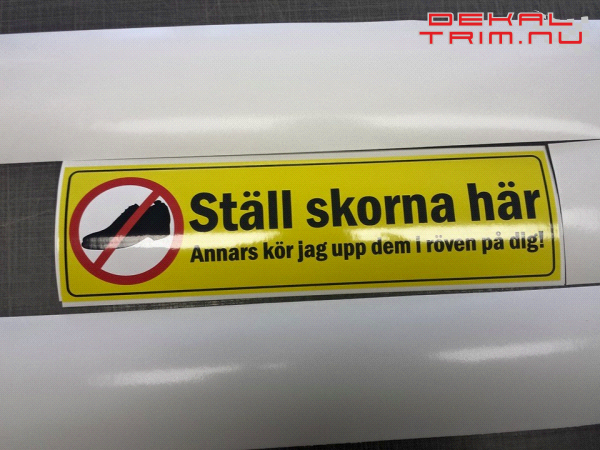 DEKAL
TRIM.NU
Ställ skorna här
Annars kör jag upp dem i röven på dig!